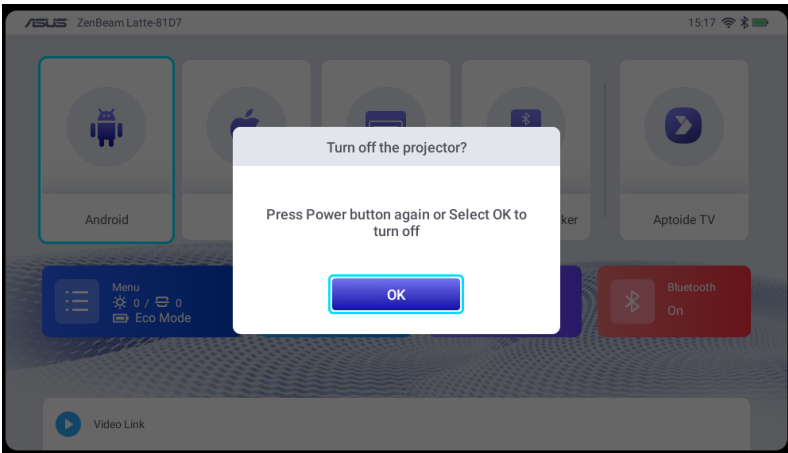 ASUS ZenBeam Latte-81D7 15:17
Turn off the projector?
Press Power button again or Select OK to
turn off
OK
Android ker Aptoide TV
Menu
0 / 0
Eco Mode
Bluetooth
On
Video Link